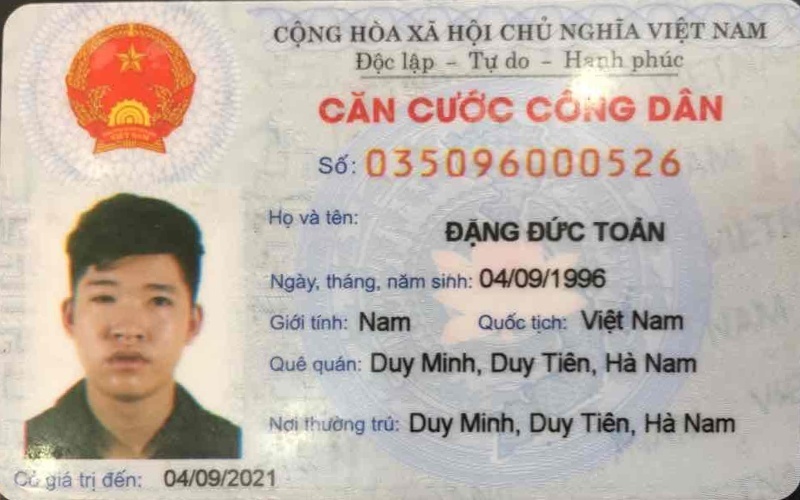 CỘNG HÒA XÃ HỘI CHỦ NGHĨA VIỆT NAM
Độc lập - Tự do - Hạnh phúc
CĂN CƯỚC CÔNG DÂN
Số: 035096000526
Họ và tên: ĐẶNG ĐỨC TOẢN
Ngày, tháng, năm sinh: 04/09/1996
Giới tính: Nam Quốc tịch: Việt Nam
Quê quán: Duy Minh, Duy Tiên, Hà Nam
Nơi thường trú: Duy Minh, Duy Tiên, Hà Nam
Có giá trị đến: 04/09/2021